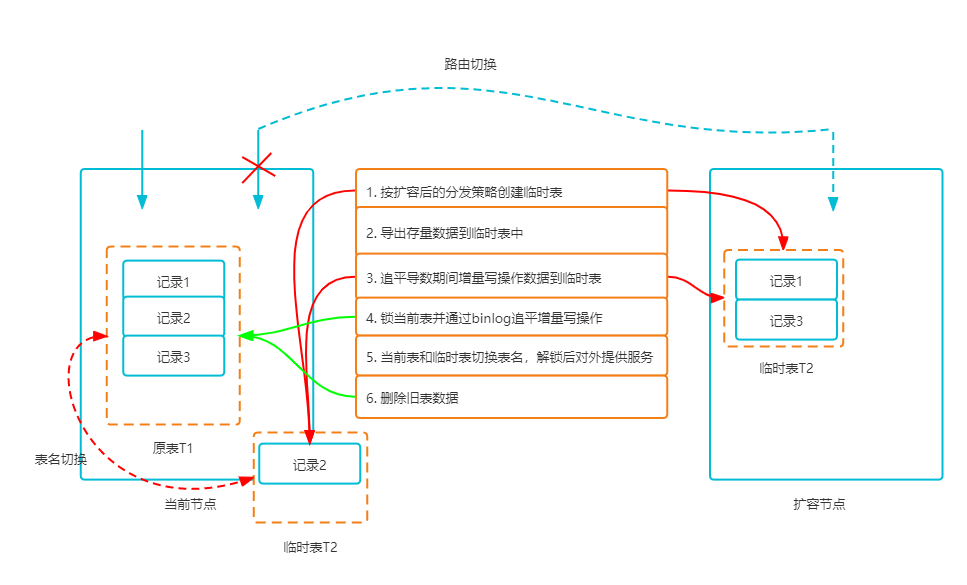 路由切换
1. 按扩容后的分发策略创建临时表
2. 导出存量数据到临时表中
3. 追平导数期间增量写操作数据到临时表
4. 锁当前表并通过binlog追平增量写操作
5. 当前表和临时表切换表名，解锁后对外提供服务
6. 删除旧表数据
记录1
记录2
记录3
原表T1
表名切换
当前节点
记录2
临时表T2
记录1
记录3
临时表T2
扩容节点